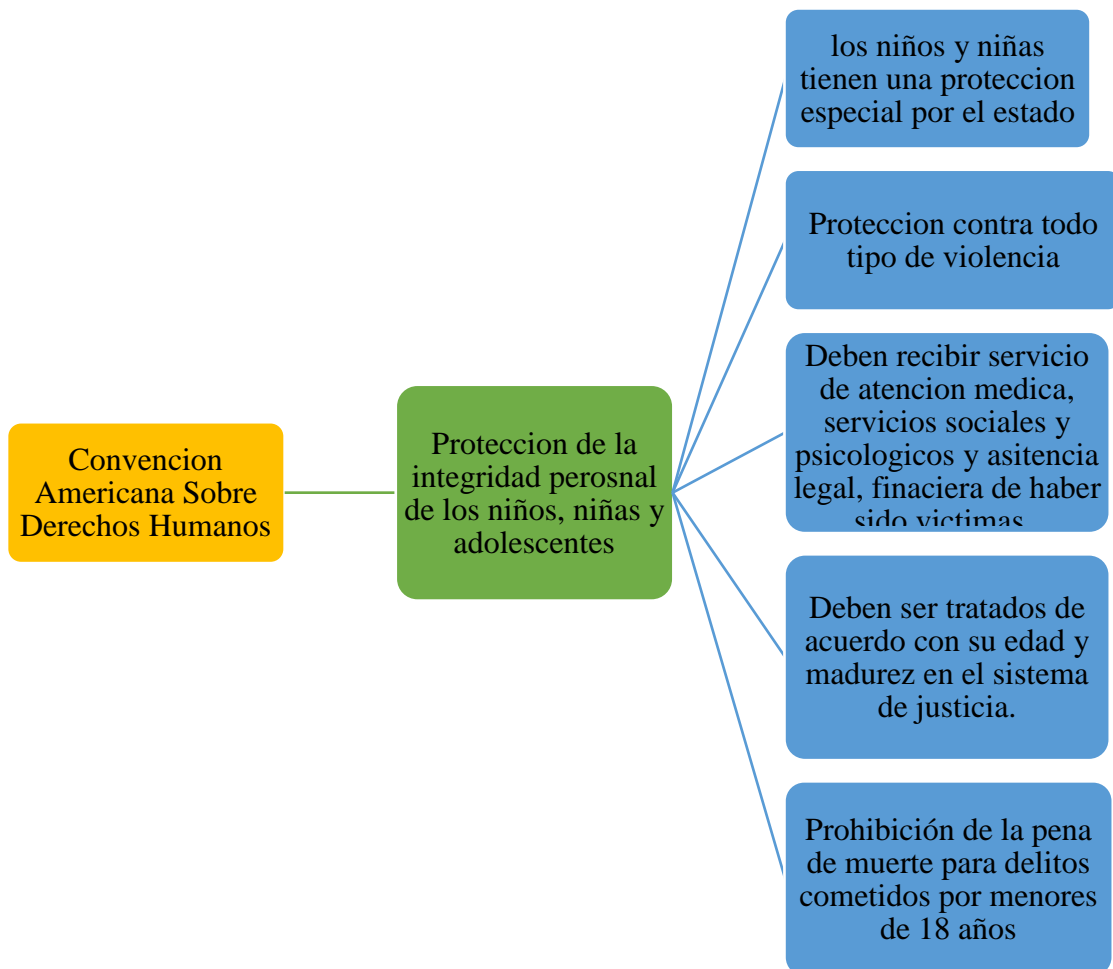 Convencion
Americana Sobre
Derechos Humanos
Proteccion de la
integridad perosnal
de los niños, niñas y
adolescentes
los niños y niñas
tienen una proteccion
especial por el estado
Proteccion contra todo
tipo de violencia
Deben recibir servicio
de atencion medica,
servicios sociales y
psicologicos y asitencia
legal, finaciera de haber
sido victimas
Deben ser tratados de
acuerdo con su edad y
madurez en el sistema
de justicia.
Prohibición de la pena
de muerte para delitos
cometidos por menores
de 18 años